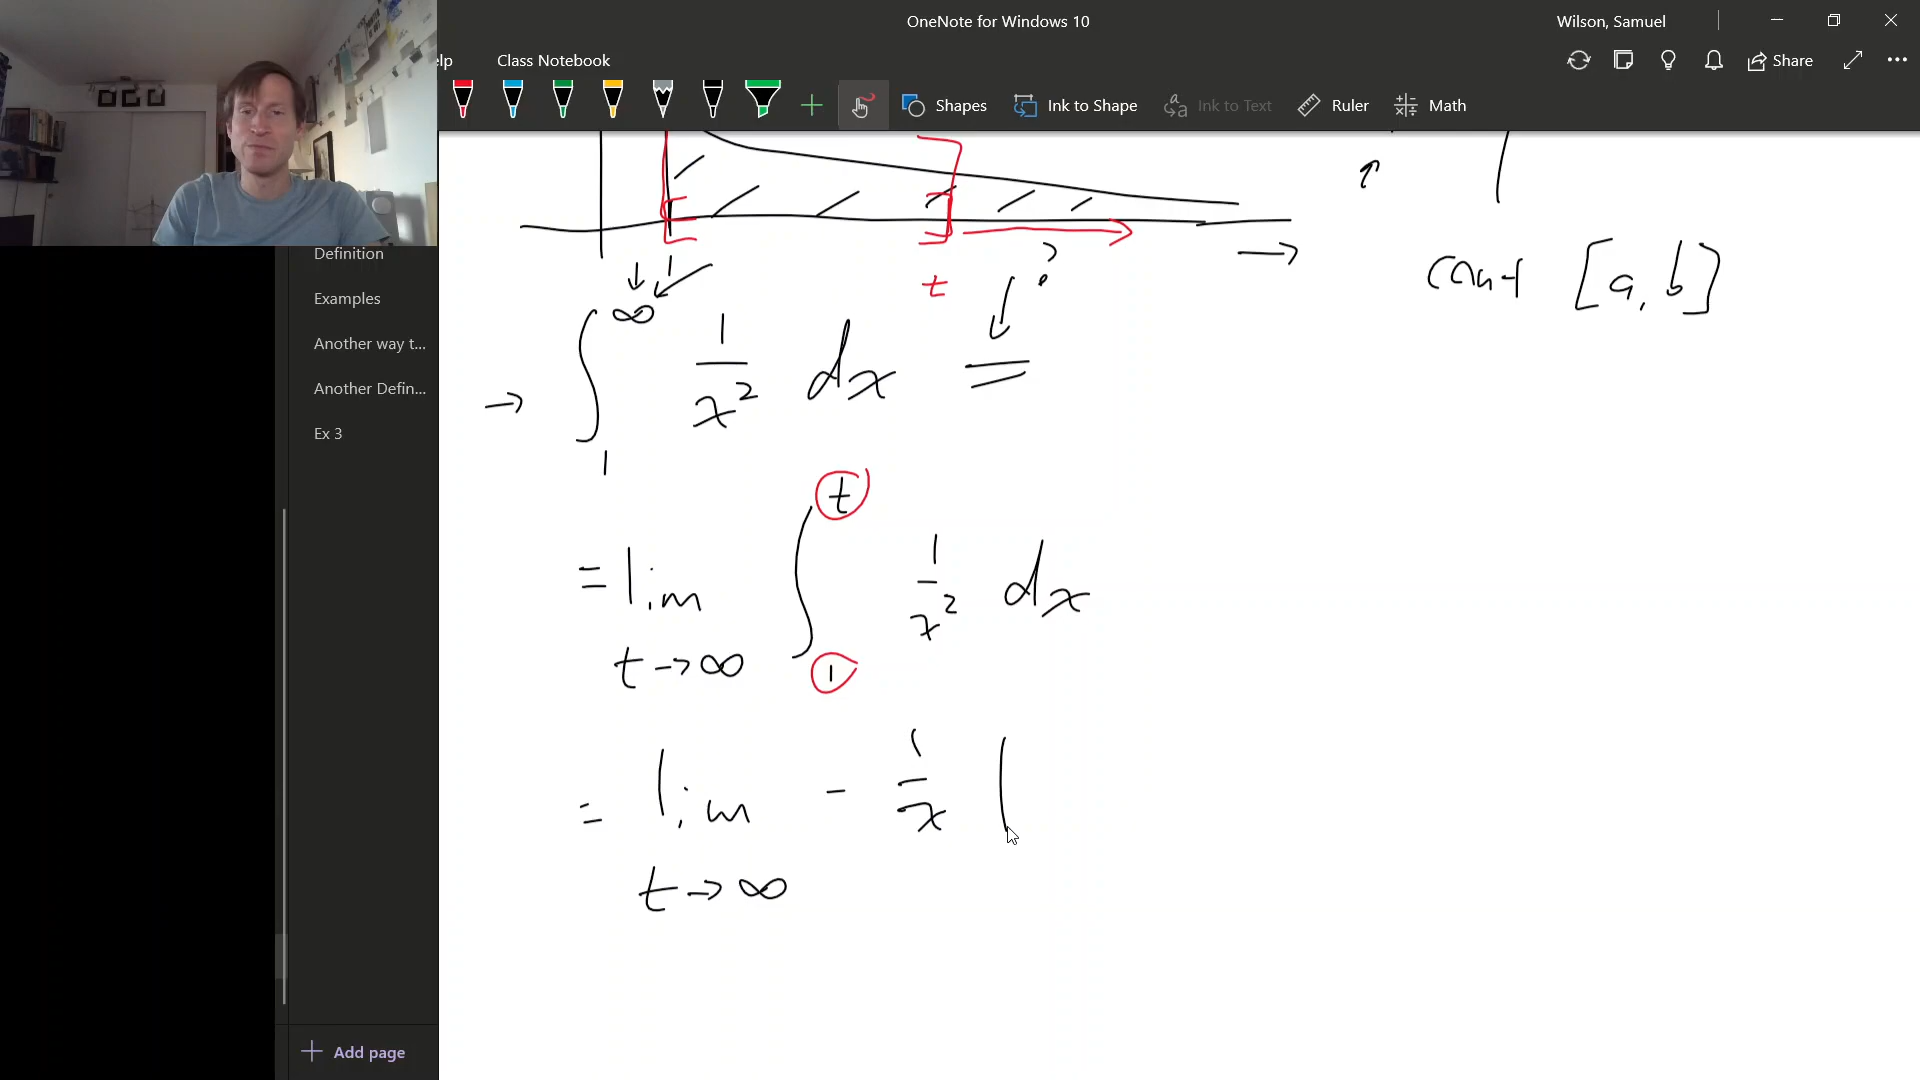 OneNote for Windows 10
Wilson, Samuel
elp Class Notebook
Share
Shapes Ink to Shape Ink to Text Ruler Math
Definition
Examples
Another way t...
Another Defin...
Ex 3
Add page
1 t ?
cont [a, b]
→ ∫₁^∞ 1/x² dx =
= lim t→∞ ∫₁^t 1/x² dx
= lim t→∞ - 1/x |